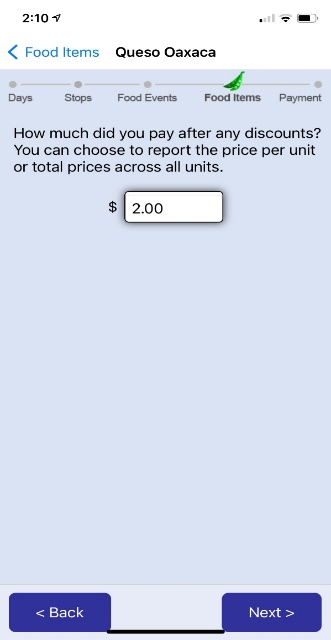 2:10
Food Items Queso Oaxaca
Days Stops Food Events Food Items Payment
How much did you pay after any discounts?
You can choose to report the price per unit
or total prices across all units.
$ 2.00
< Back Next >